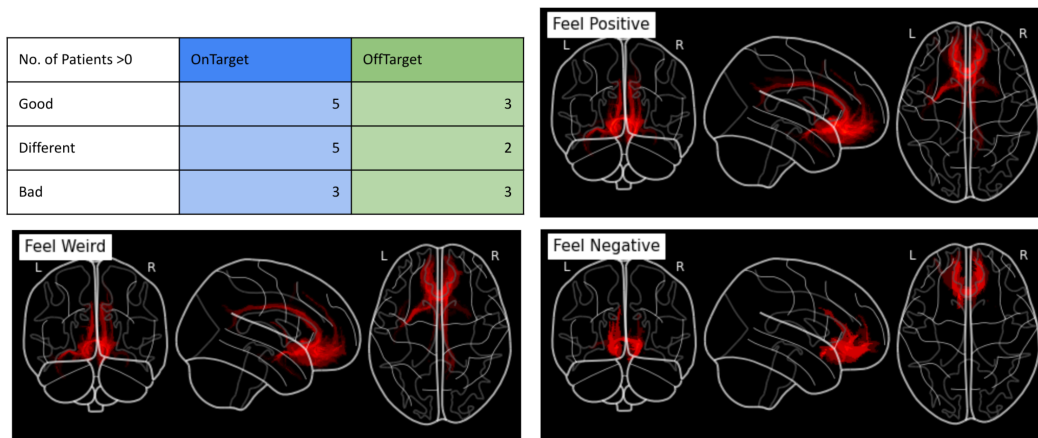 No. of Patients >0 OnTarget OffTarget
Good 5 3
Different 5 2
Bad 3 3
Feel Positive
L R L R
Feel Weird
L R L R
Feel Negative
L R L R